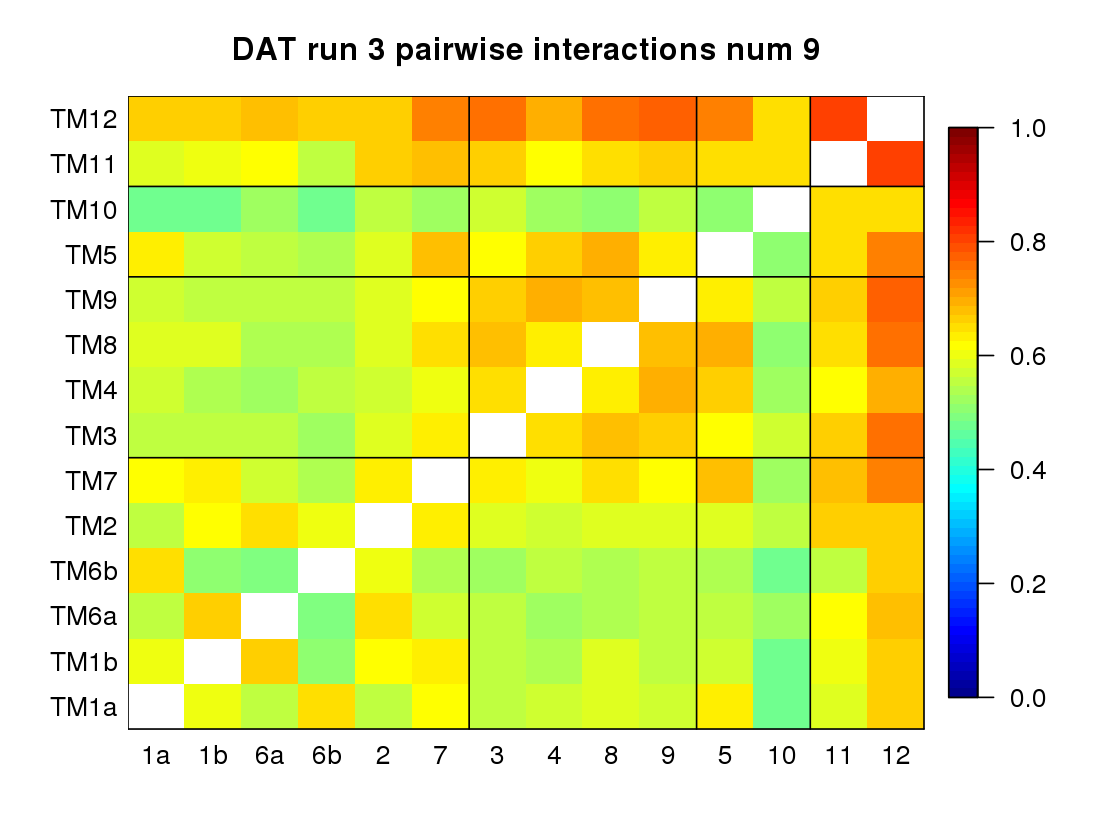 DAT run 3 pairwise interactions num 9
TM12
TM11
TM10
TM5
TM9
TM8
TM4
TM3
TM7
TM2
TM6b
TM6a
TM1b
TM1a
1a 1b 6a 6b 2 7 3 4 8 9 5 10 11 12
1.0
0.8
0.6
0.4
0.2
0.0